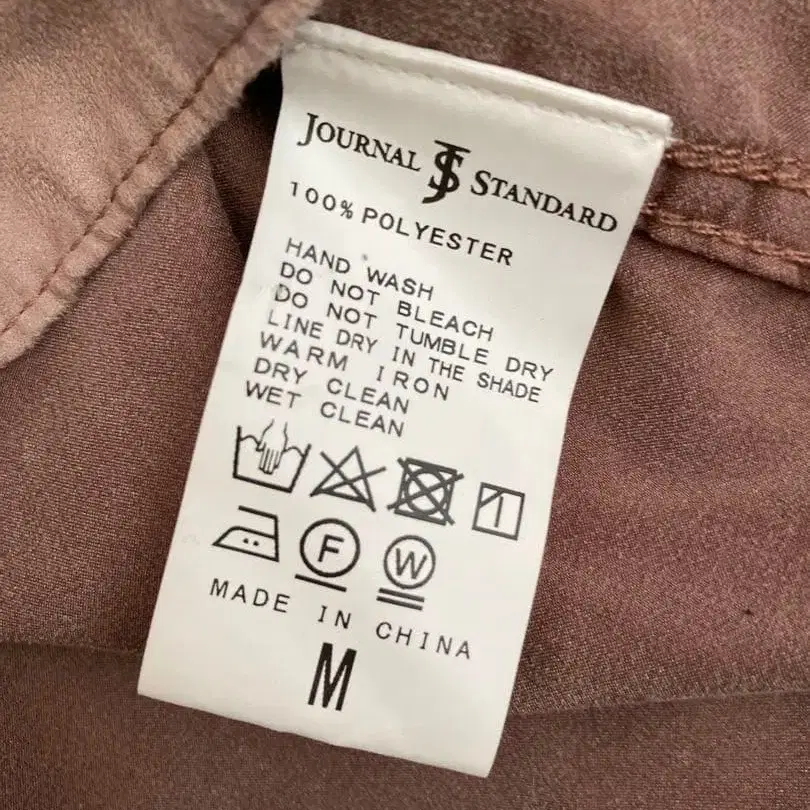 JOURNAL JS STANDARD
100% POLYESTER
HAND WASH
DO NOT BLEACH
DO NOT TUMBLE DRY
LINE DRY IN THE SHADE
WARM IRON
DRY CLEAN
WET CLEAN
F W
MADE IN CHINA
M